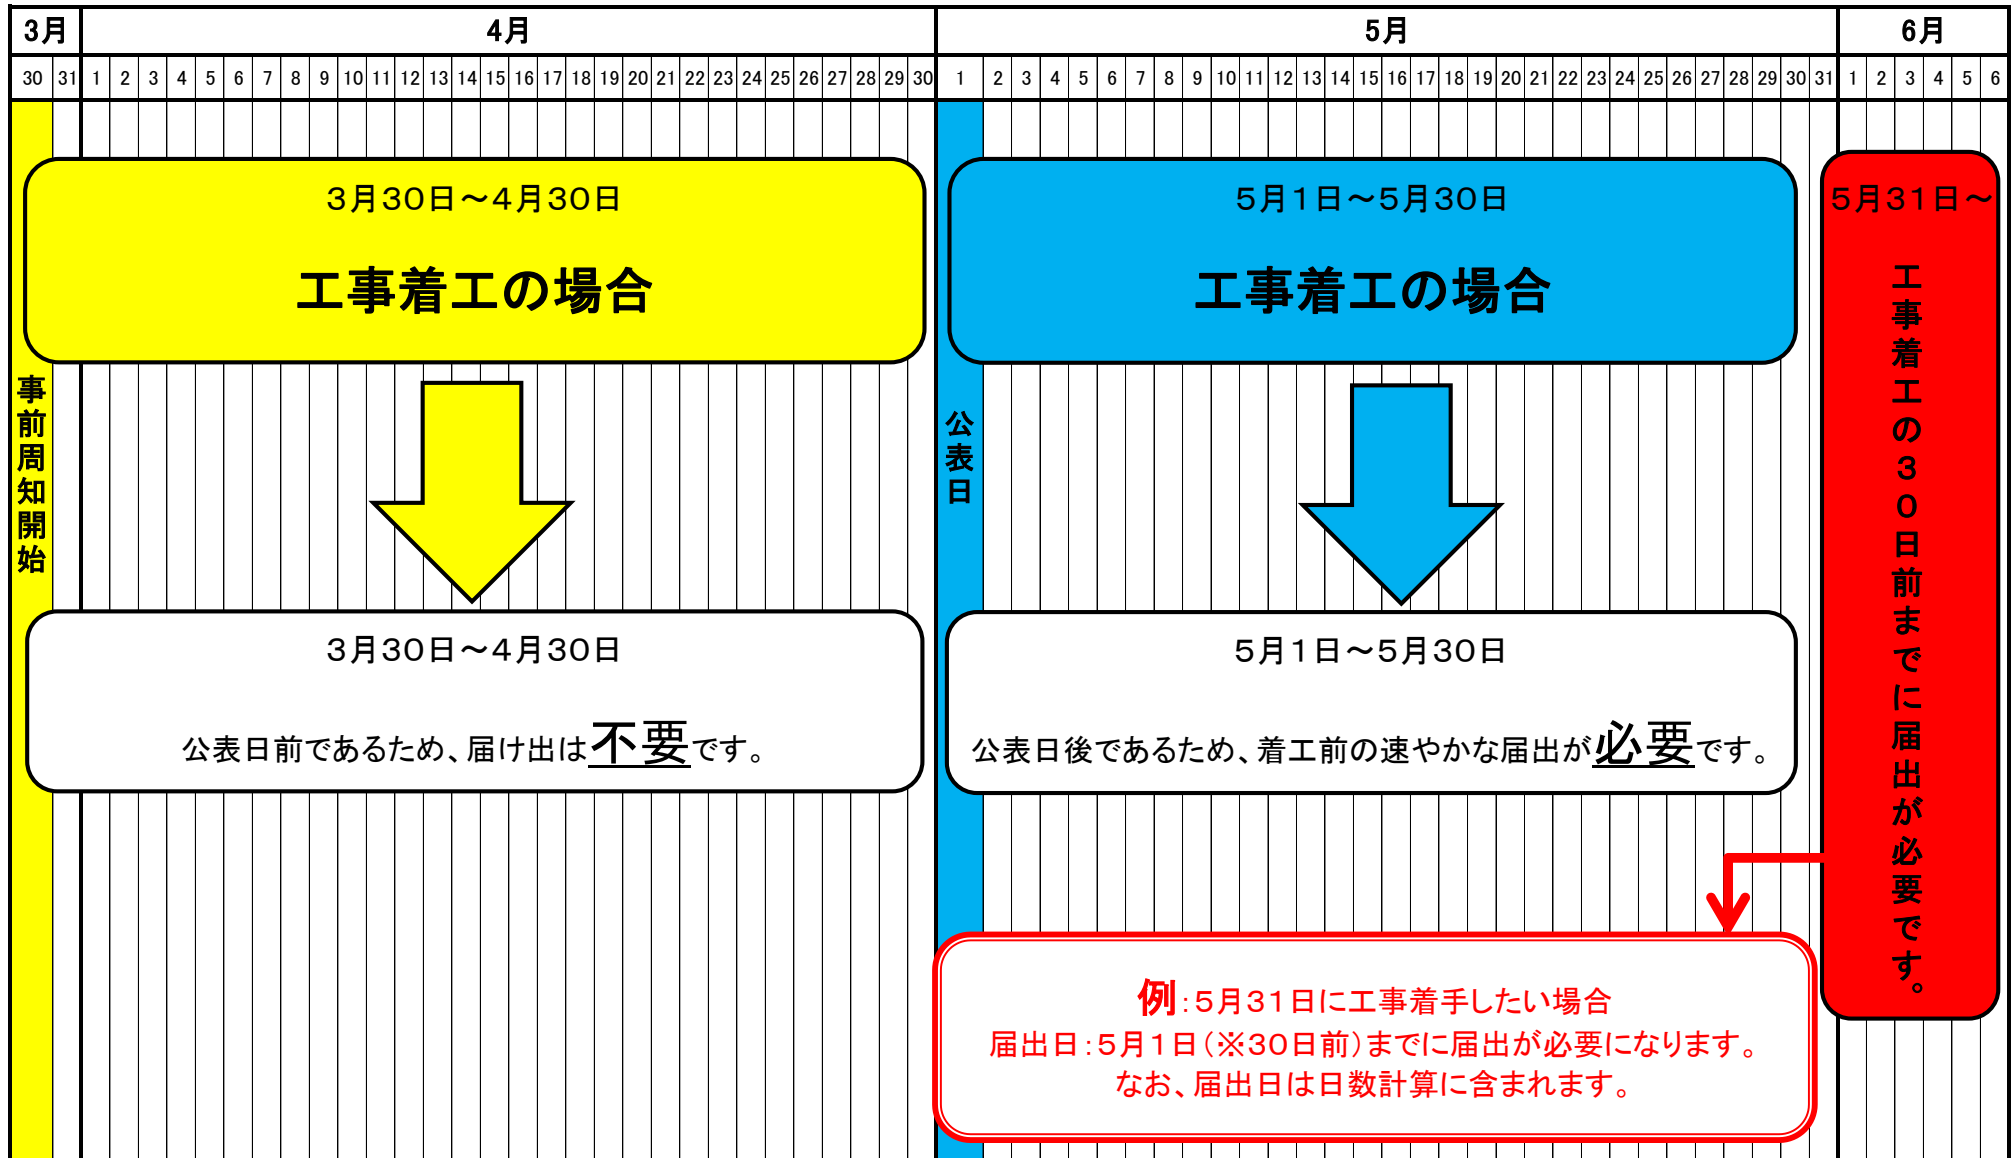 3月 4月 5月 6月
30 31 1 2 3 4 5 6 7 8 9 10 11 12 13 14 15 16 17 18 19 20 21 22 23 24 25 26 27 28 29 30 1 2 3 4 5 6 7 8 9 10 11 12 13 14 15 16 17 18 19 20 21 22 23 24 25 26 27 28 29 30 31 1 2 3 4 5 6
事前周知開始
3月30日～4月30日
工事着工の場合
3月30日～4月30日
公表日前であるため、届け出は不要です。
公表日
5月1日～5月30日
工事着工の場合
5月1日～5月30日
公表日後であるため、着工前の速やかな届出が必要です。
5月31日～
工事着工の30日前までに届出が必要です。
例：5月31日に工事着手したい場合
届出日：5月1日（※30日前）までに届出が必要になります。
なお、届出日は日数計算に含まれます。